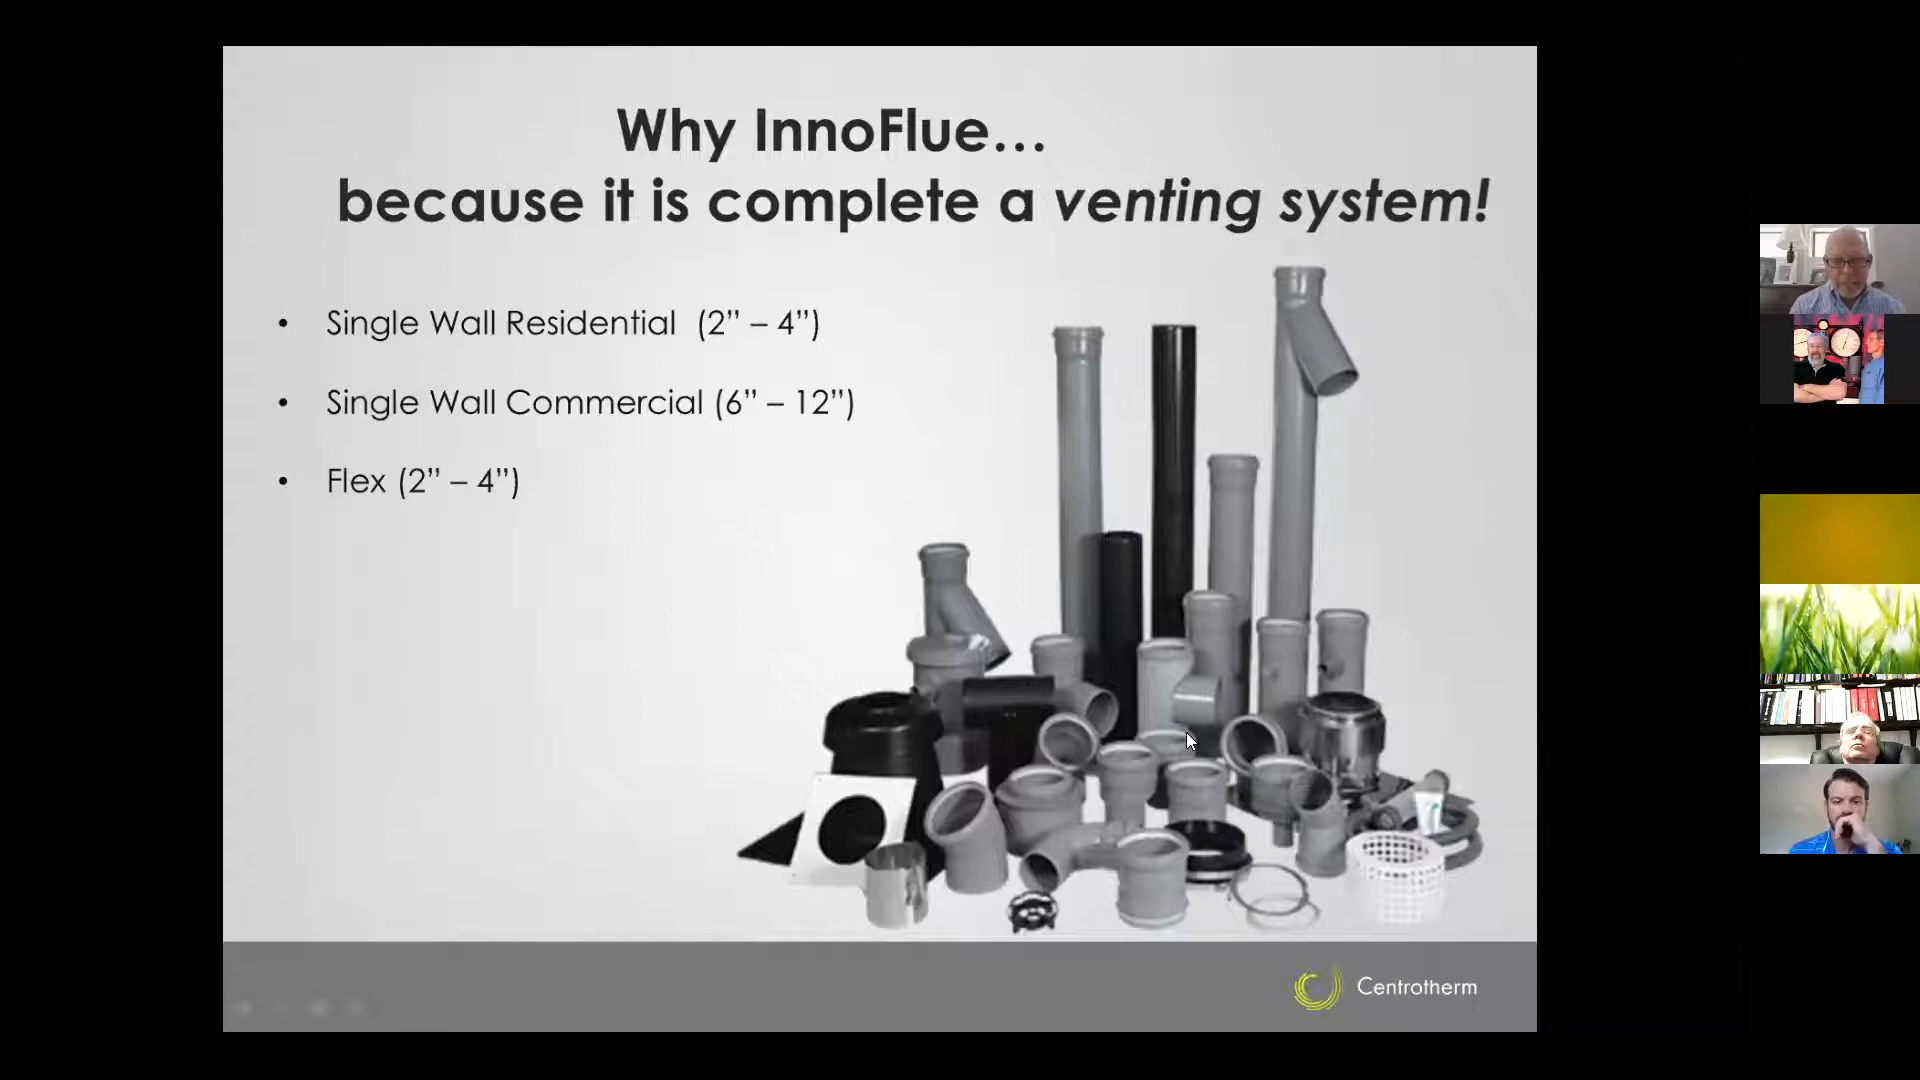 Why InnoFlue…
because it is complete a venting system!
• Single Wall Residential (2” – 4”)
• Single Wall Commercial (6” – 12”)
• Flex (2” – 4”)
Centrotherm